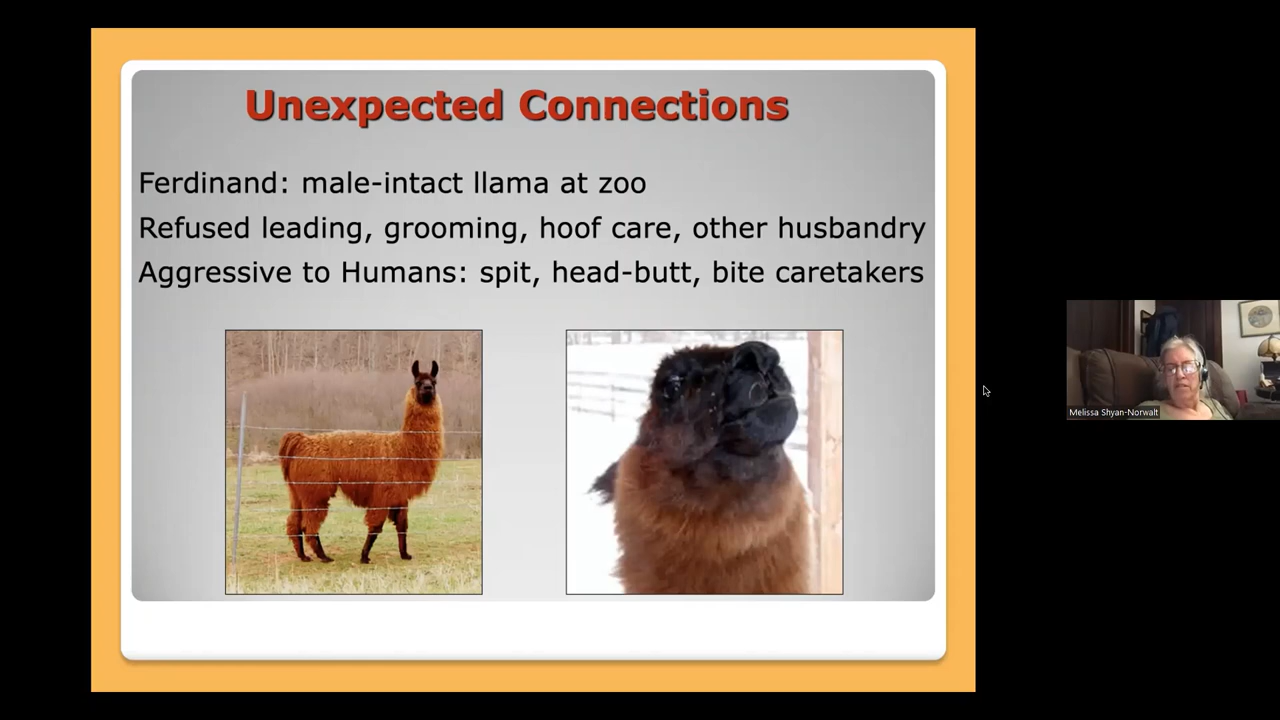 Unexpected Connections
Ferdinand: male-intact llama at zoo
Refused leading, grooming, hoof care, other husbandry
Aggressive to Humans: spit, head-butt, bite caretakers
Melissa Shyan-Norwalt